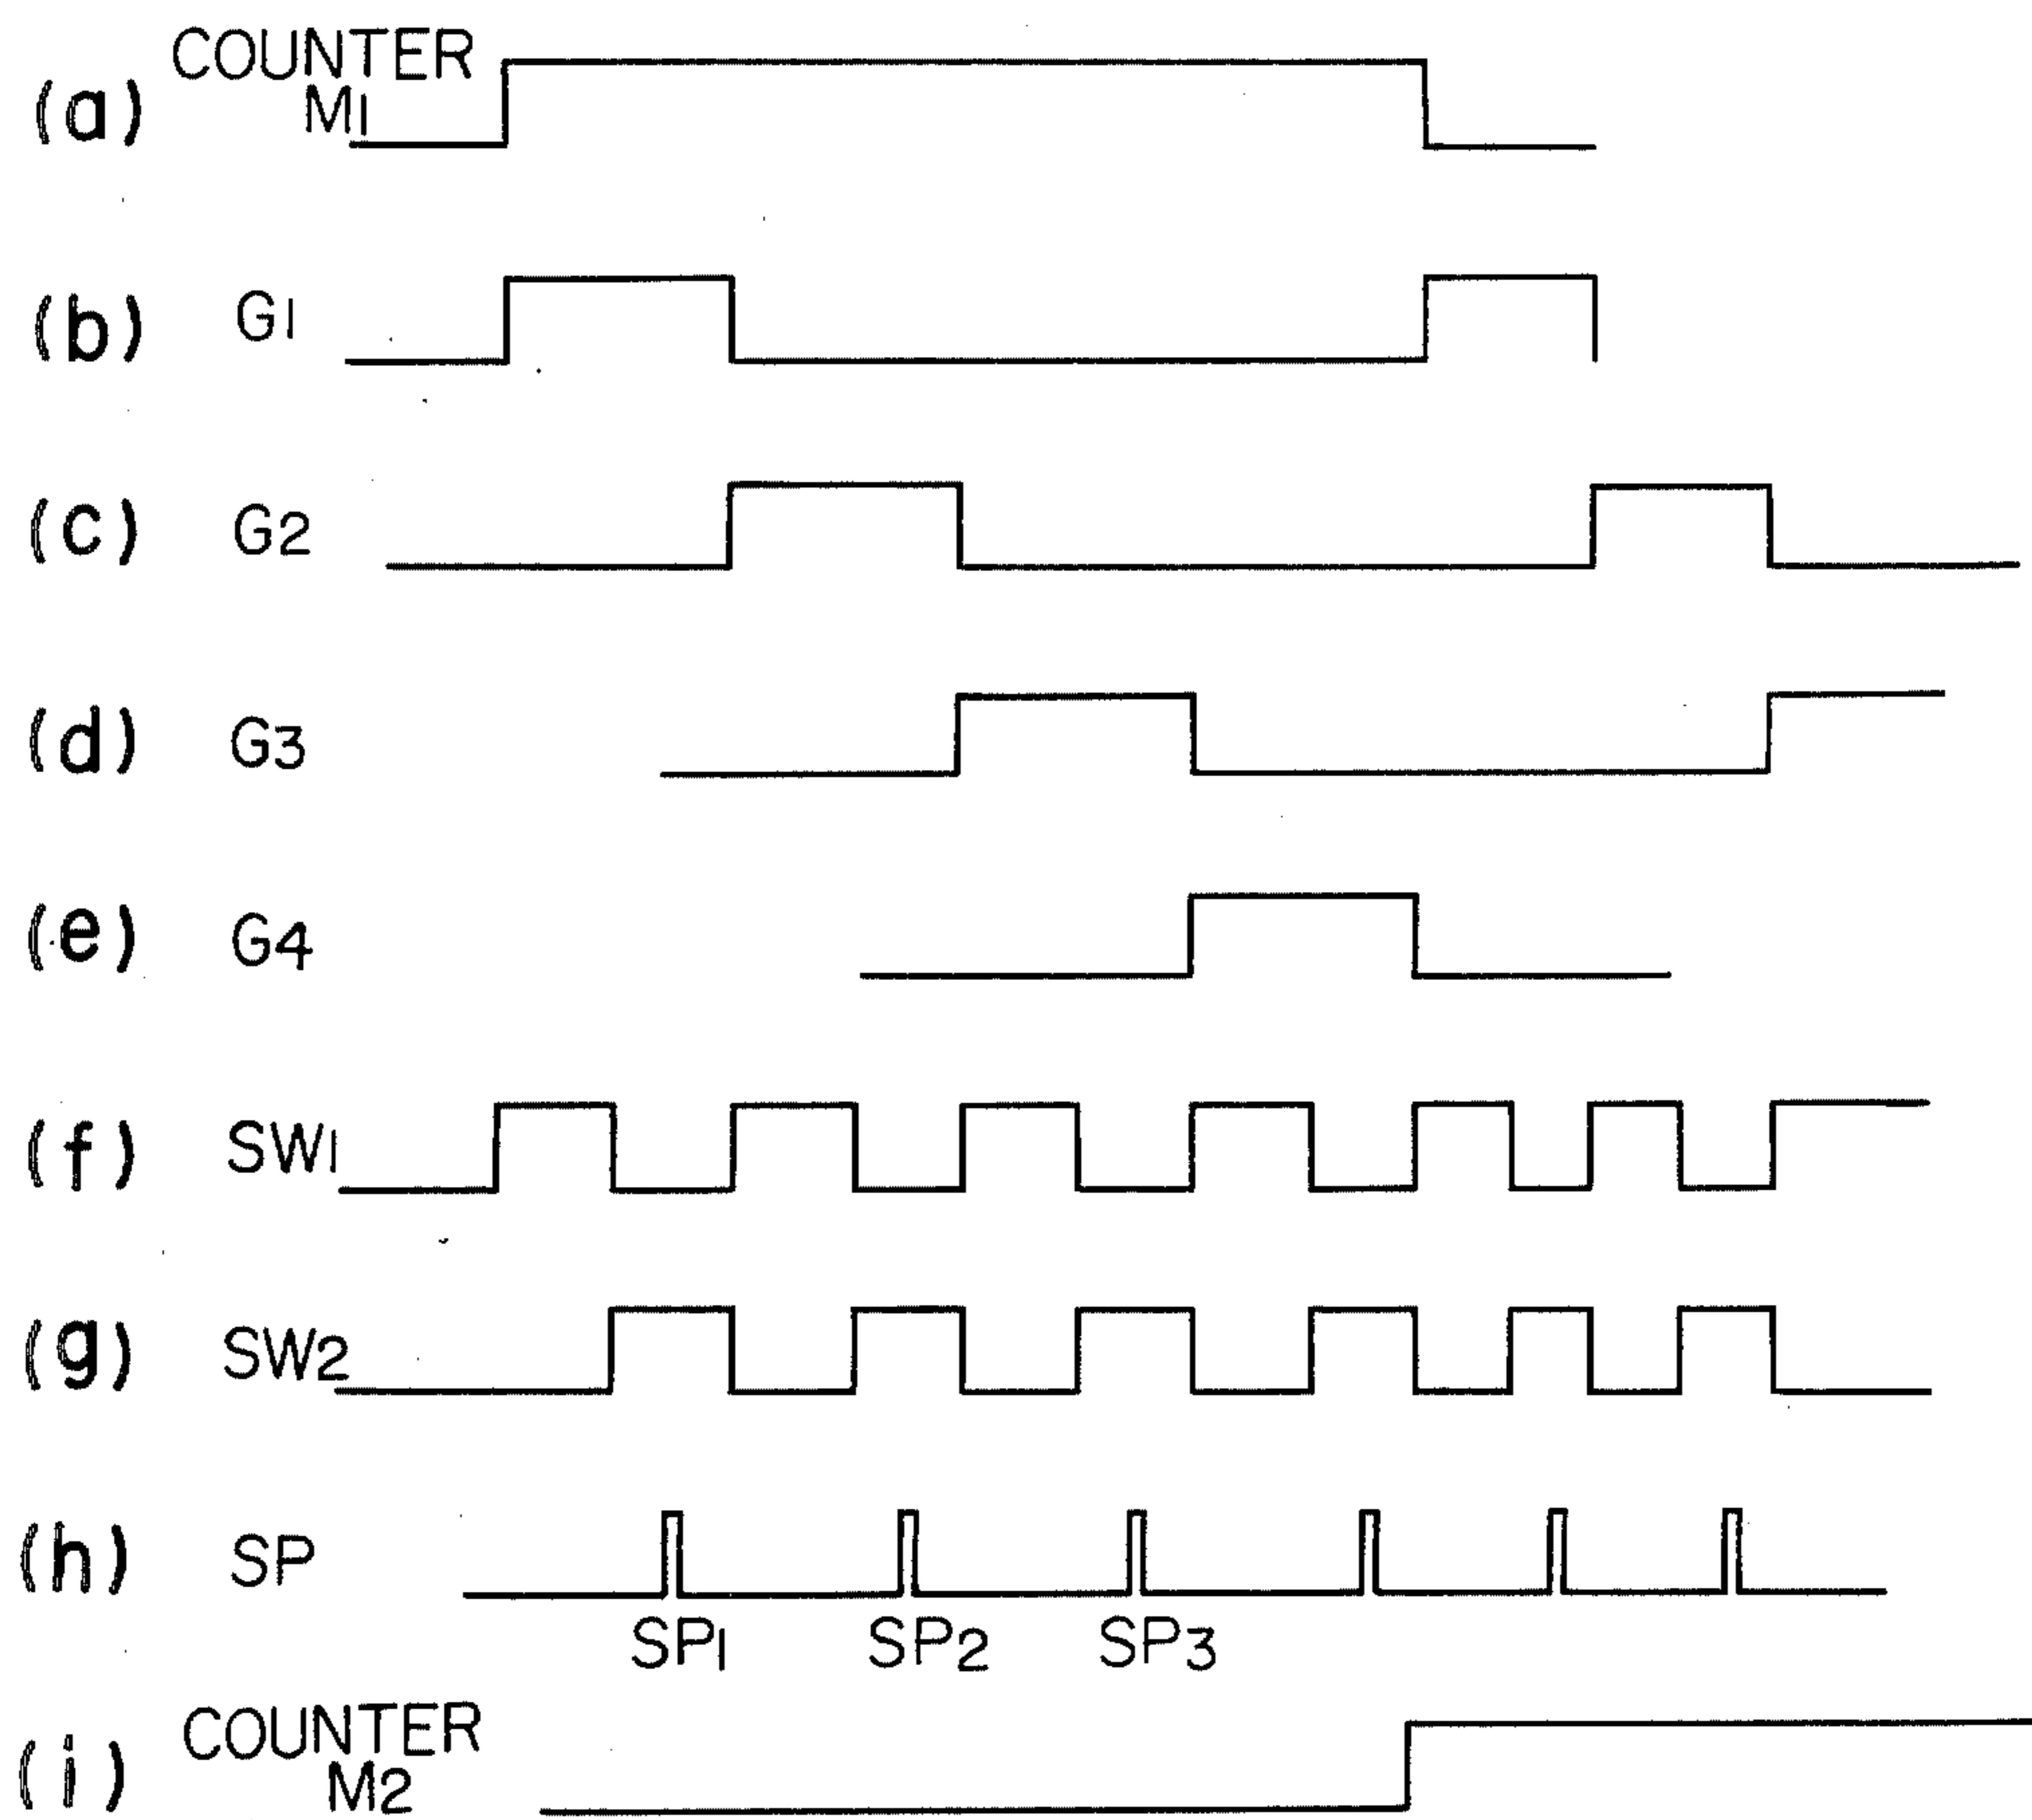 (a) COUNTER
M1
(b) G1
(c) G2
(d) G3
(e) G4
(f) SW1
(g) SW2
(h) SP
SP1 SP2 SP3
(i) COUNTER
M2